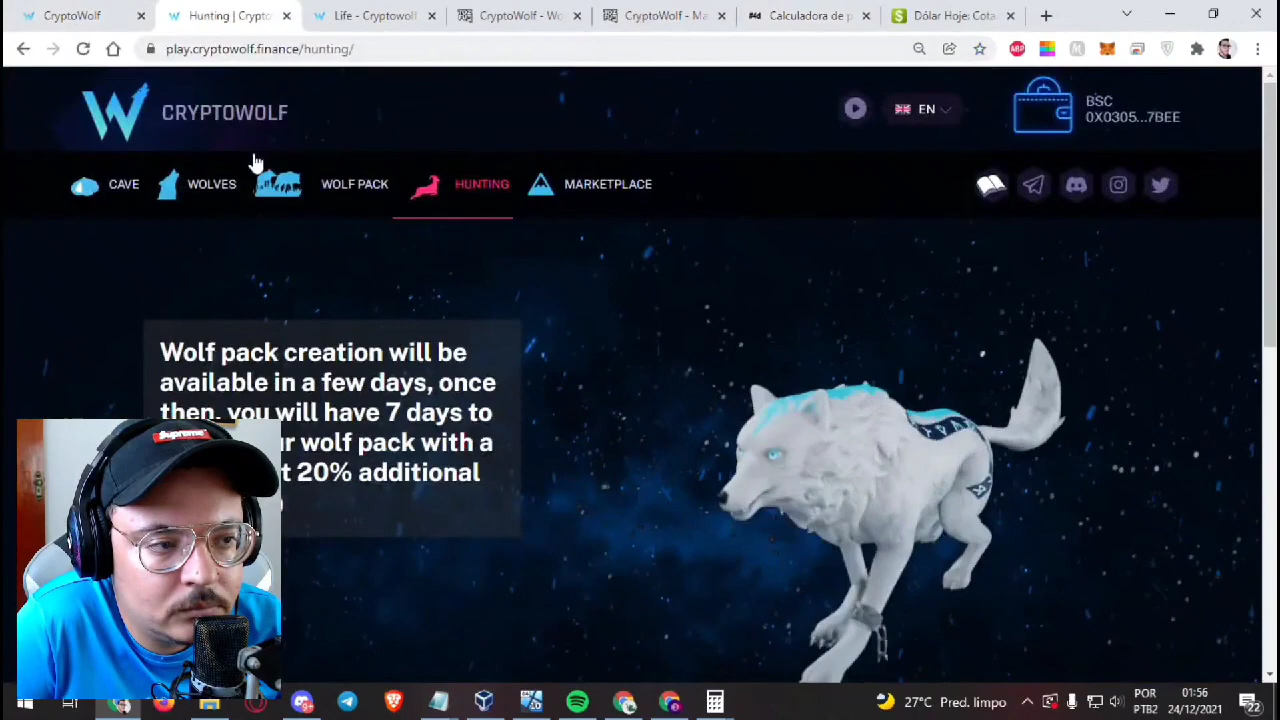 CryptoWolf
Hunting | Crypto
Life - Cryptowolf
CryptoWolf - Wo
CryptoWolf - Ma
Calculadora de p
Dólar Hoje: Cota
play.cryptowolf.finance/hunting/
ABP
CRYPTOWOLF
EN
BSC
0X0305...7BEE
CAVE
WOLVES
WOLF PACK
HUNTING
MARKETPLACE
Wolf pack creation will be
available in a few days, once
then, you will have 7 days to
ur wolf pack with a
t 20% additional
Supreme
27°C Pred. limpo
POR
PTB2
01:56
24/12/2021
22